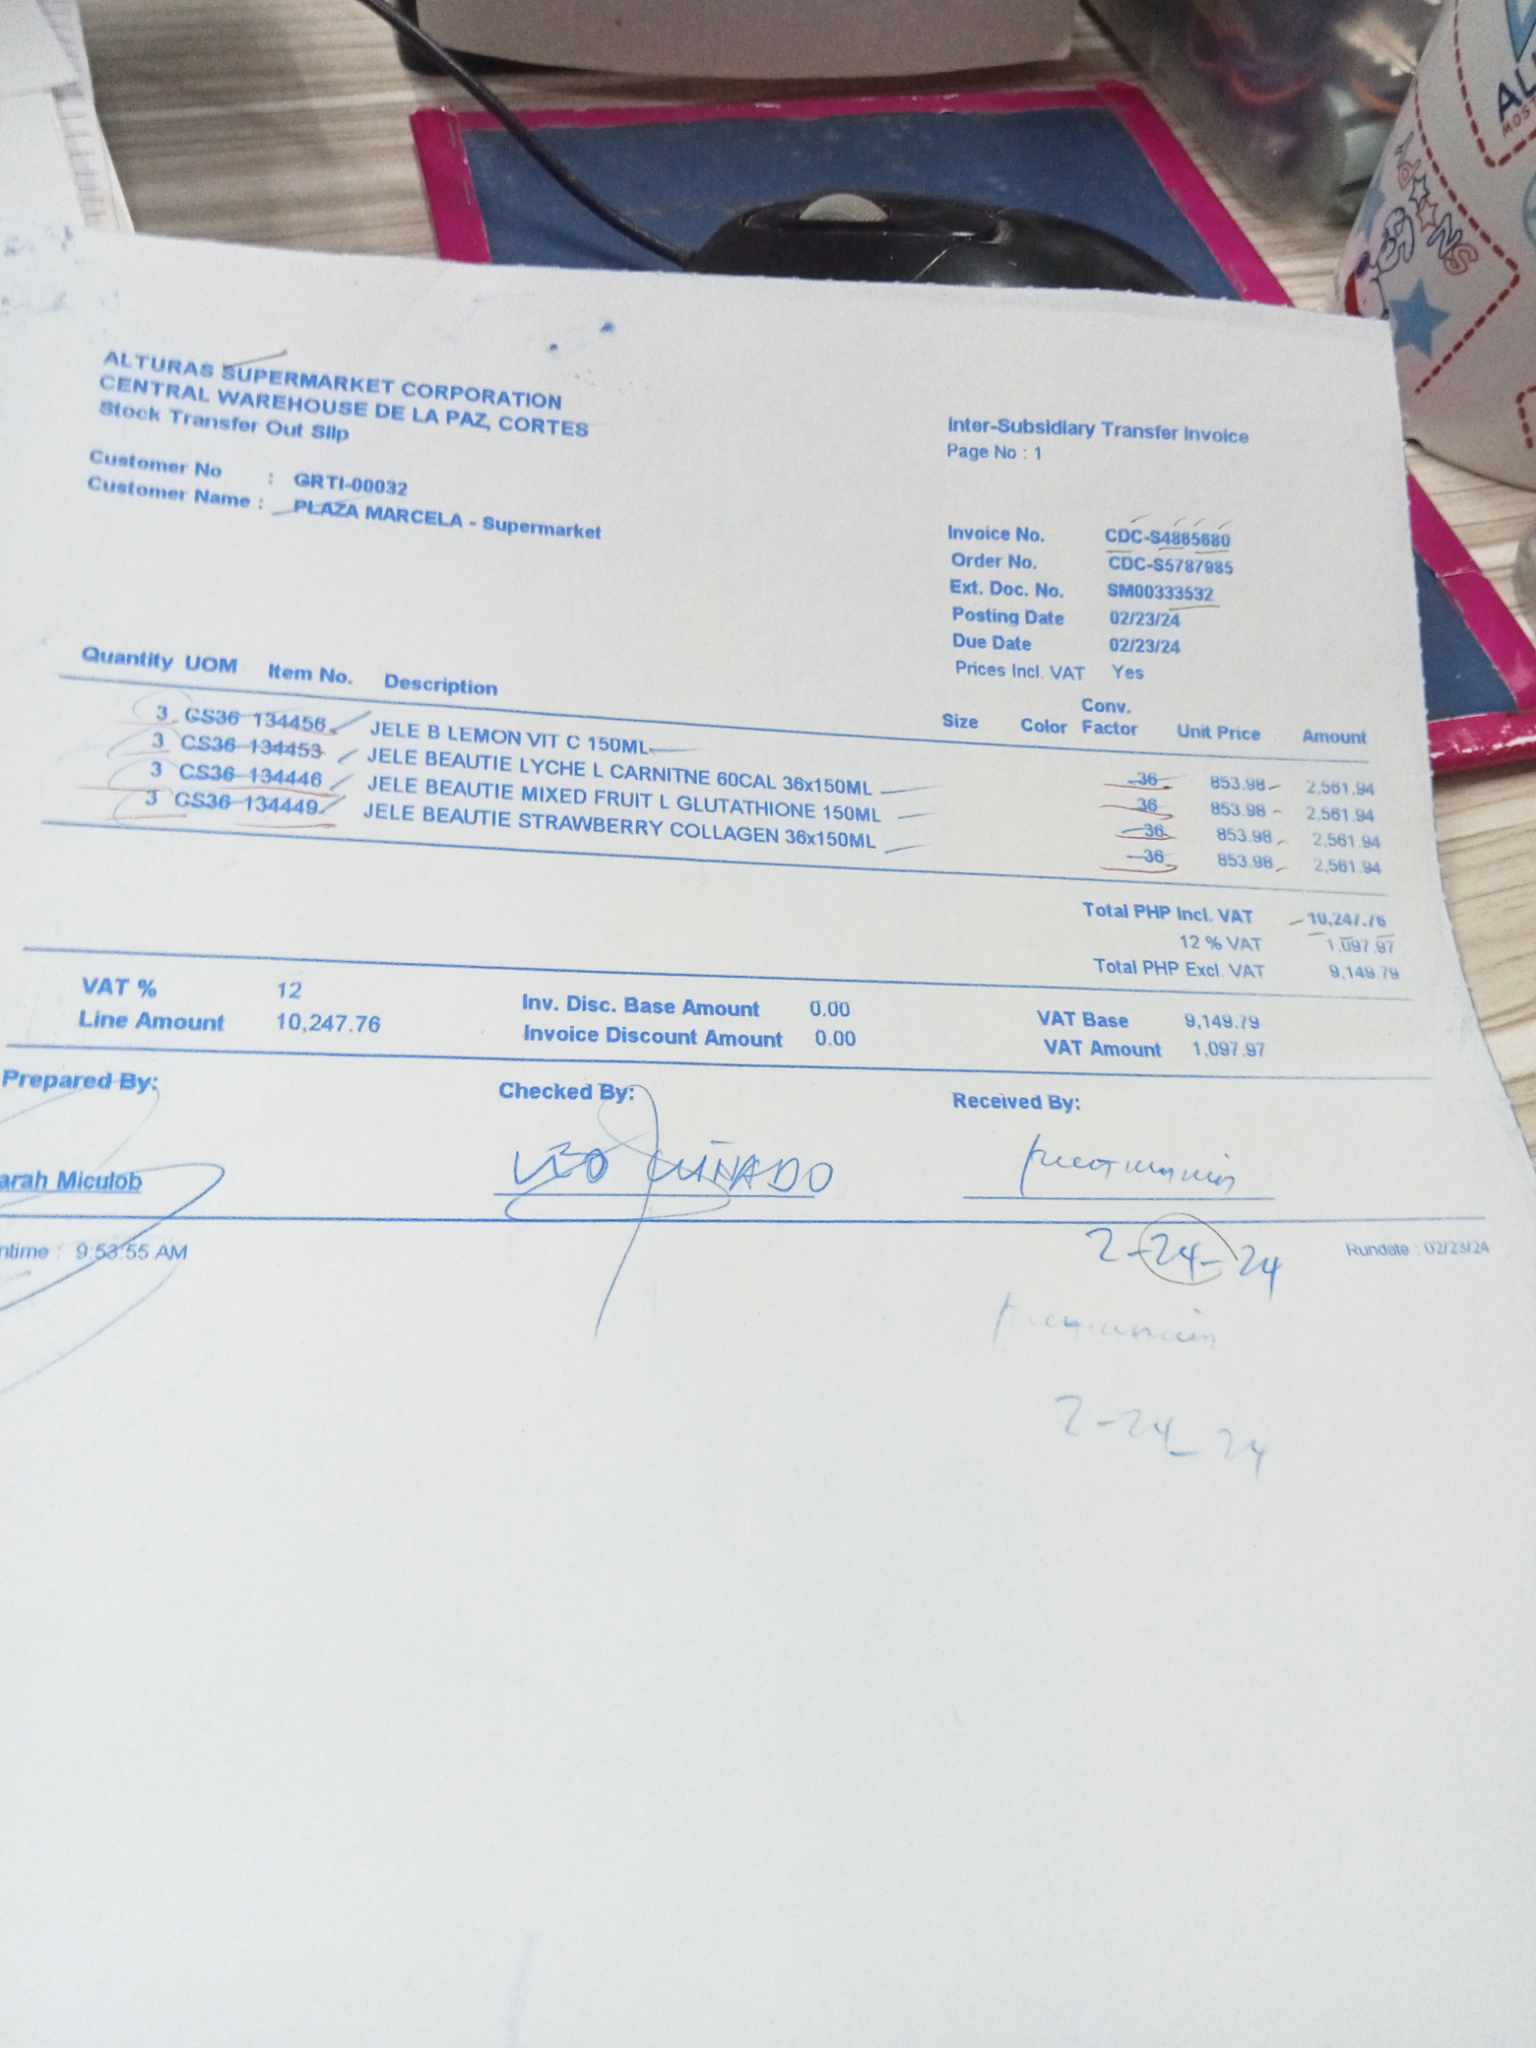 ALTURAS SUPERMARKET CORPORATION
CENTRAL WAREHOUSE DE LA PAZ, CORTES
Stock Transfer Out Slip
Customer No : GRTI-00032
Customer Name : PLAZA MARCELA - Supermarket
Inter-Subsidiary Transfer Invoice
Page No : 1
Invoice No. CDC-S4865680
Order No. CDC-S5787985
Ext. Doc. No. SM00333532
Posting Date 02/23/24
Due Date 02/23/24
Prices Incl. VAT Yes
Quantity UOM Item No. Description Size Color Conv. Factor Unit Price Amount
3 CS36 134456 JELE B LEMON VIT C 150ML 36 853.98 2,561.94
3 CS36 134453 JELE BEAUTIE LYCHE L CARNITNE 60CAL 36x150ML 36 853.98 2,561.94
3 CS36 134446 JELE BEAUTIE MIXED FRUIT L GLUTATHIONE 150ML 36 853.98 2,561.94
3 CS36 134449 JELE BEAUTIE STRAWBERRY COLLAGEN 36x150ML 36 853.98 2,561.94
Total PHP Incl. VAT 10,247.76
12 % VAT 1,097.97
Total PHP Excl. VAT 9,149.79
VAT % 12 Inv. Disc. Base Amount 0.00 VAT Base 9,149.79
Line Amount 10,247.76 Invoice Discount Amount 0.00 VAT Amount 1,097.97
Prepared By: Checked By: Received By:
arah Miculob
ntime : 9:53:55 AM
2-24-24
Rundate : 02/23/24
2-24-24